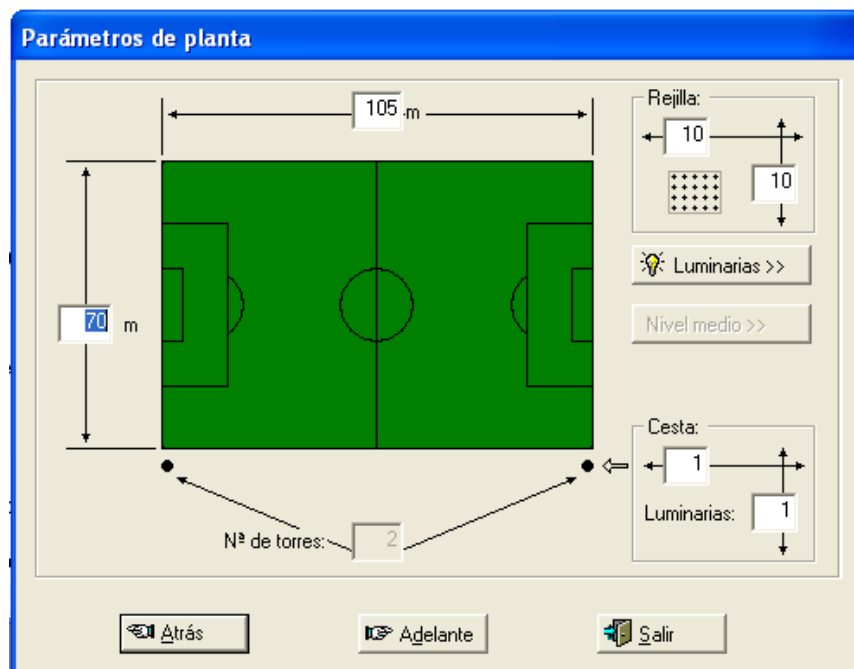 Parámetros de planta
105 m
Rejilla:
10
10
Luminarias >>
70 m
Nivel medio >>
Cesta:
1
Luminarias: 1
Nª de torres: 2
Atrás
Adelante
Salir